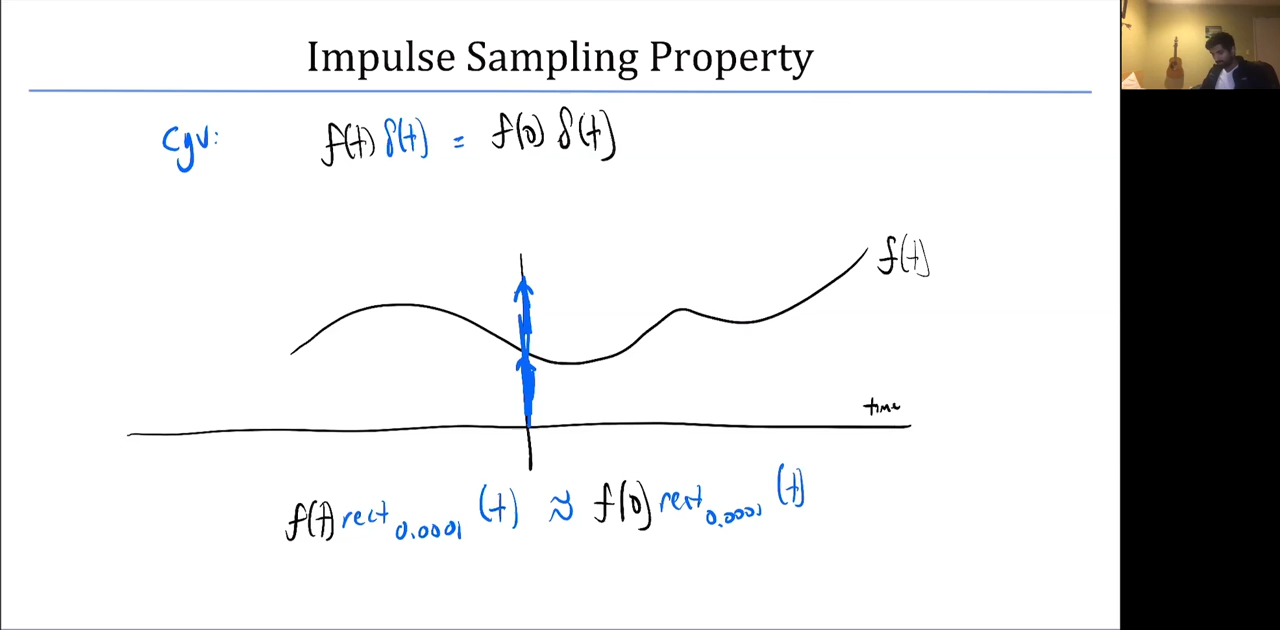 Impulse Sampling Property
Cgv: f(t) δ(t) = f(0) δ(t)
f(t)
time
f(t) rect₀.₀₀₀₁ (t) ≈ f(0) rect₀.₀₀₀₁ (t)